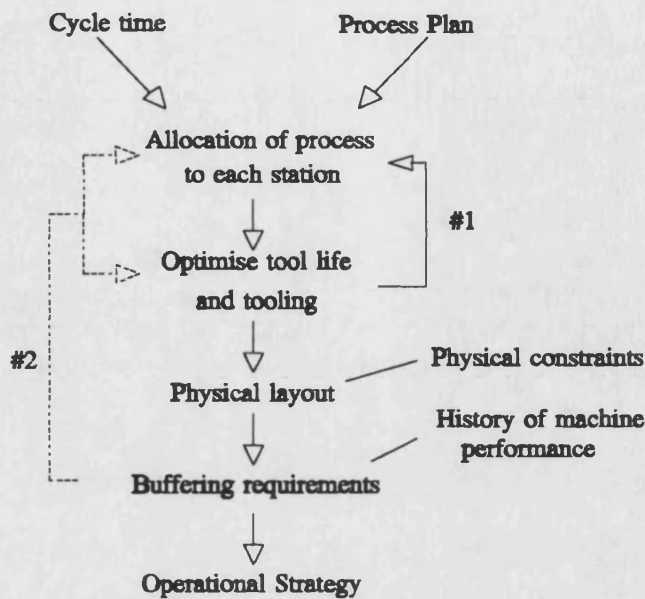 Cycle time
Process Plan
Allocation of process
to each station
#1
Optimise tool life
and tooling
#2
Physical constraints
Physical layout
History of machine
performance
Buffering requirements
Operational Strategy